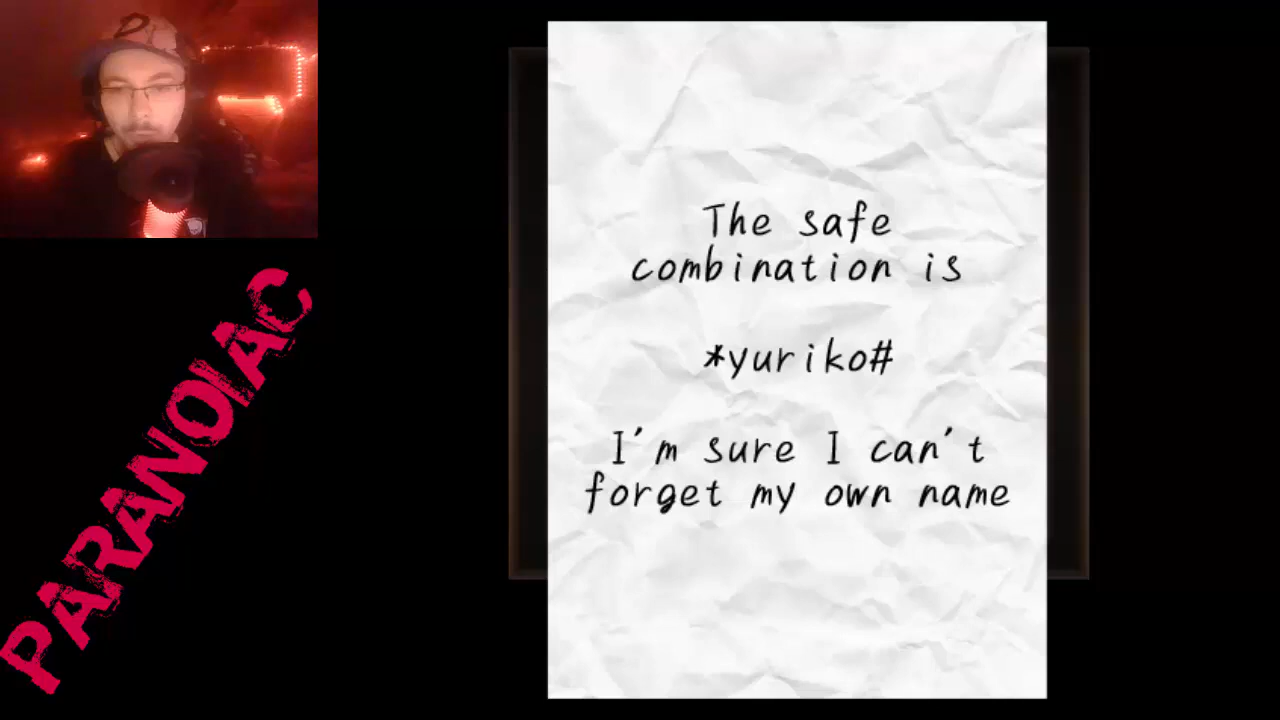 PARANOIAC
The safe
combination is
*yuriko#
I'm sure I can't
forget my own name